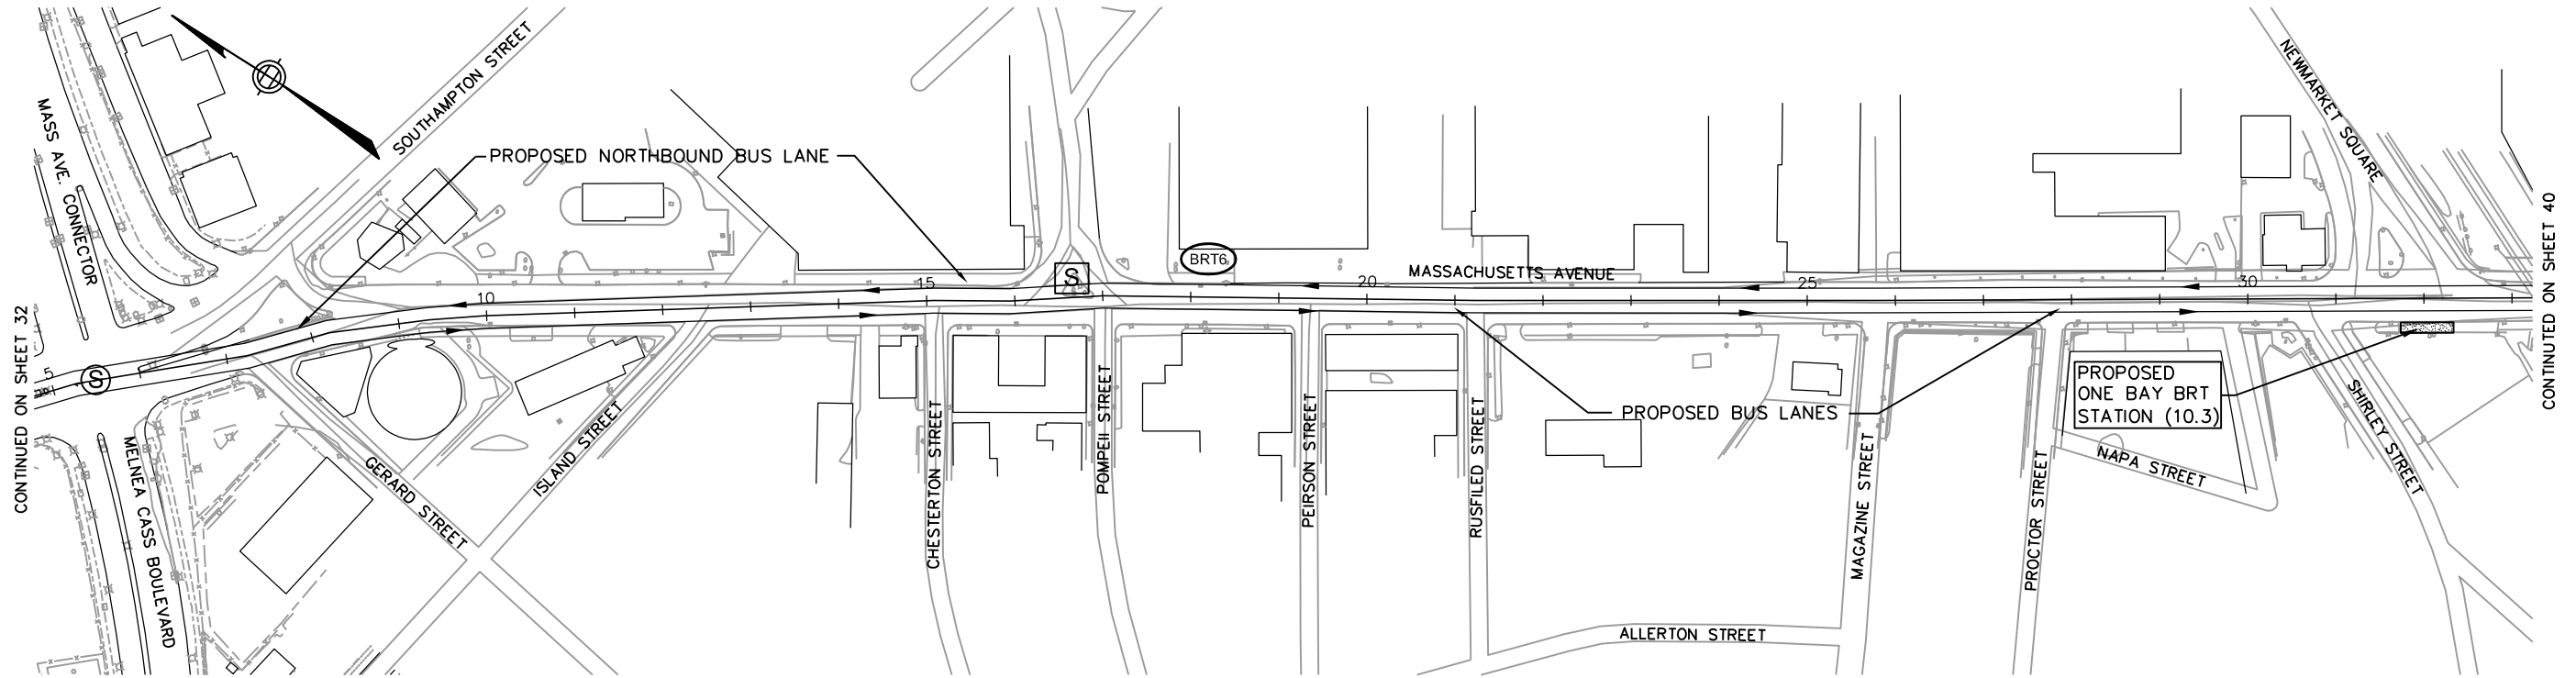 CONTINUED ON SHEET 32
MASS AVE. CONNECTOR
SOUTHAMPTON STREET
PROPOSED NORTHBOUND BUS LANE
NEWMARKET SQUARE
CONTINUED ON SHEET 40
BRT6
S
MASSACHUSETTS AVENUE
5
10
15
20
25
30
S
PROPOSED
ONE BAY BRT
STATION (10.3)
PROPOSED BUS LANES
MELNEA CASS BOULEVARD
GERARD STREET
ISLAND STREET
CHESTERTON STREET
POMPEII STREET
PEIRSON STREET
RUSFILED STREET
MAGAZINE STREET
PROCTOR STREET
NAPA STREET
SHIRLEY STREET
ALLERTON STREET